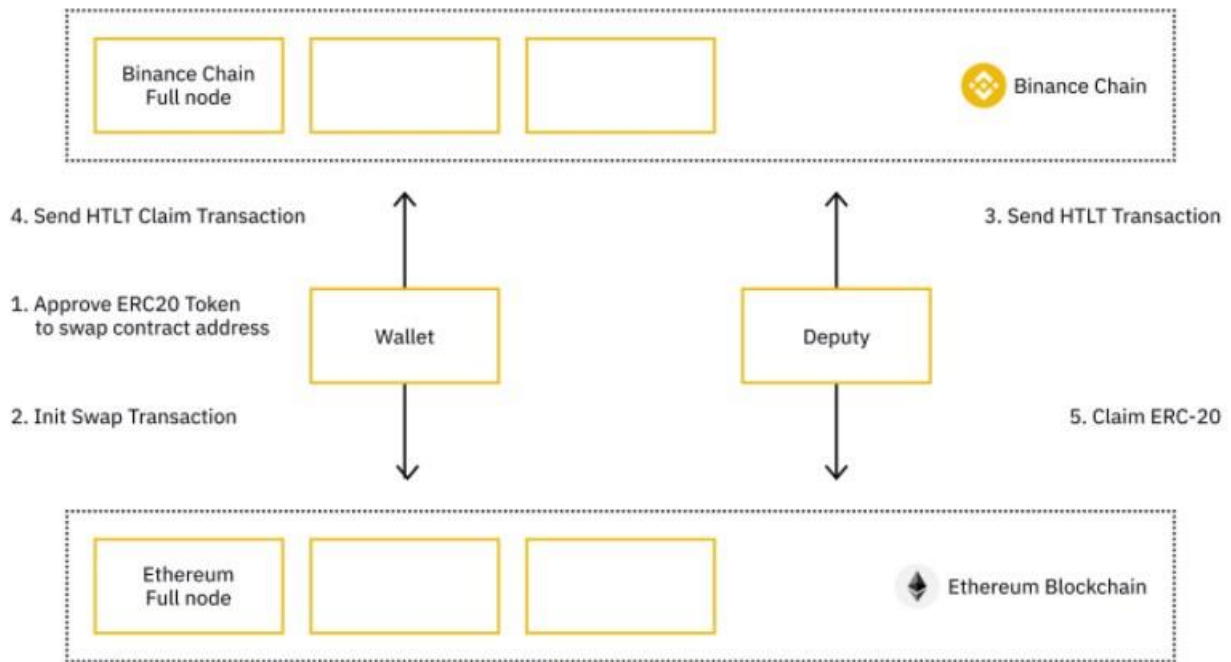 Binance Chain
Full node
Binance Chain
4. Send HTLT Claim Transaction
3. Send HTLT Transaction
1. Approve ERC20 Token
to swap contract address
Wallet
Deputy
2. Init Swap Transaction
5. Claim ERC-20
Ethereum
Full node
Ethereum Blockchain